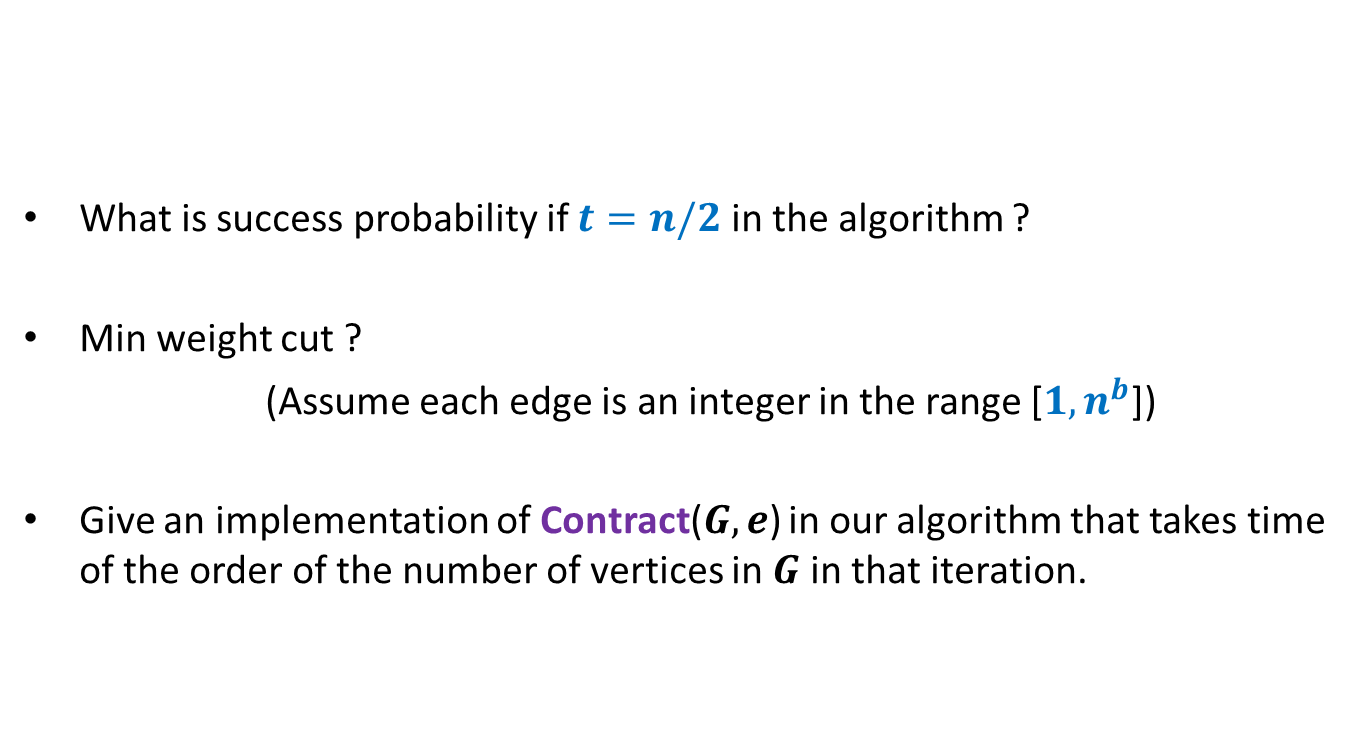 • What is success probability if t = n/2 in the algorithm ?
• Min weight cut ?
(Assume each edge is an integer in the range [1, n^b])
• Give an implementation of Contract(G, e) in our algorithm that takes time
of the order of the number of vertices in G in that iteration.